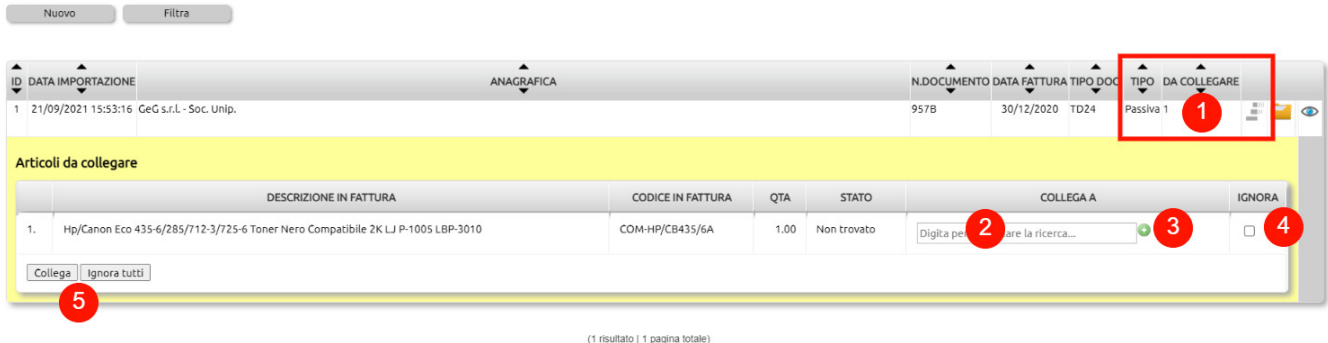 Nuovo Filtra
ID DATA IMPORTAZIONE ANAGRAFICA N.DOCUMENTO DATA FATTURA TIPO DOC TIPO DA COLLEGARE
1 21/09/2021 15:53:16 GeG s.r.l. - Soc. Unip. 957B 30/12/2020 TD24 Passiva 1 1
Articoli da collegare
DESCRIZIONE IN FATTURA CODICE IN FATTURA QTA STATO COLLEGA A IGNORA
1. Hp/Canon Eco 435-6/285/712-3/725-6 Toner Nero Compatibile 2K LJ P-1005 LBP-3010 COM-HP/CB435/6A 1.00 Non trovato Digita 2 la ricerca... 3 4
Collega Ignora tutti
5
(1 risultato | 1 pagina totale)